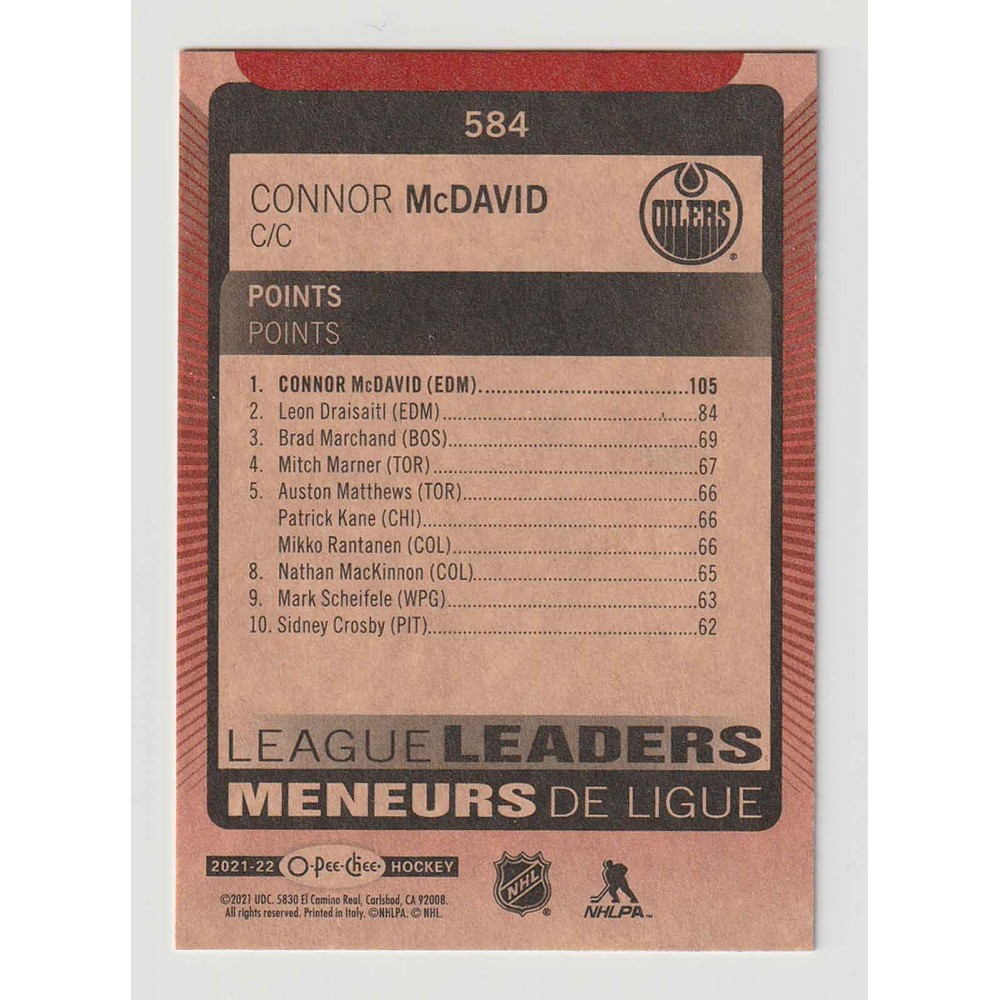 584
CONNOR McDAVID
C/C
OILERS
POINTS
POINTS
1. CONNOR McDAVID (EDM)..............................105
2. Leon Draisaitl (EDM)....................................84
3. Brad Marchand (BOS)...................................69
4. Mitch Marner (TOR).....................................67
5. Auston Matthews (TOR)................................66
Patrick Kane (CHI).......................................66
Mikko Rantanen (COL)..................................66
8. Nathan MacKinnon (COL)..............................65
9. Mark Scheifele (WPG)..................................63
10. Sidney Crosby (PIT).....................................62
LEAGUE LEADERS
MENEURS DE LIGUE
2021-22 O-Pee-Chee HOCKEY
©2021 UDC. 5830 El Camino Real, Carlsbad, CA 92008.
All rights reserved. Printed in Italy. ©NHLPA. © NHL.
NHL ®
NHLPA™